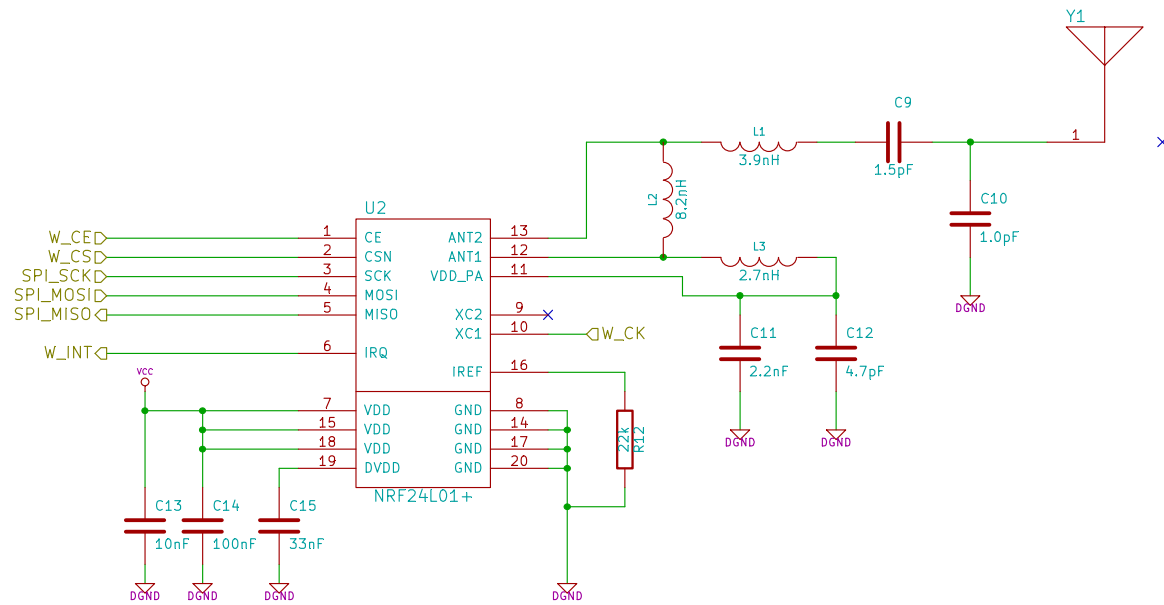 Y1
C9
L1
1
3.9nH
1.5pF
L2
8.2nH
C10
1.0pF
DGND
U2
W_CE
1
CE
ANT2
13
W_CS
2
CSN
ANT1
12
L3
2.7nH
SPI_SCK
3
SCK
VDD_PA
11
SPI_MOSI
4
MOSI
SPI_MISO
5
MISO
XC2
9
XC1
10
W_CK
C11
2.2nF
DGND
C12
4.7pF
DGND
W_INT
6
IRQ
IREF
16
VCC
7
VDD
GND
8
15
VDD
GND
14
18
VDD
GND
17
19
DVDD
GND
20
22k
R12
NRF24L01+
C13
10nF
C14
100nF
C15
33nF
DGND
DGND
DGND
DGND